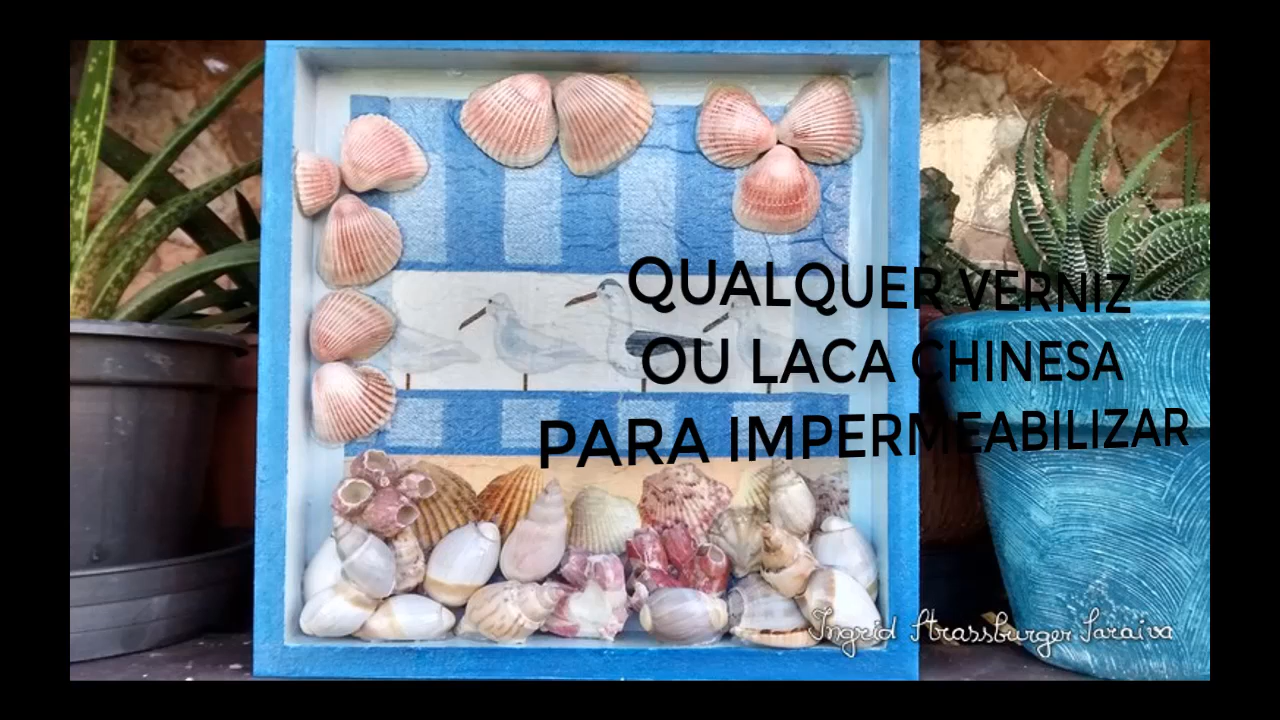 QUALQUER VERNIZ
OU LACA CHINESA
PARA IMPERMEABILIZAR
Ingrid Strassburger Saraiva